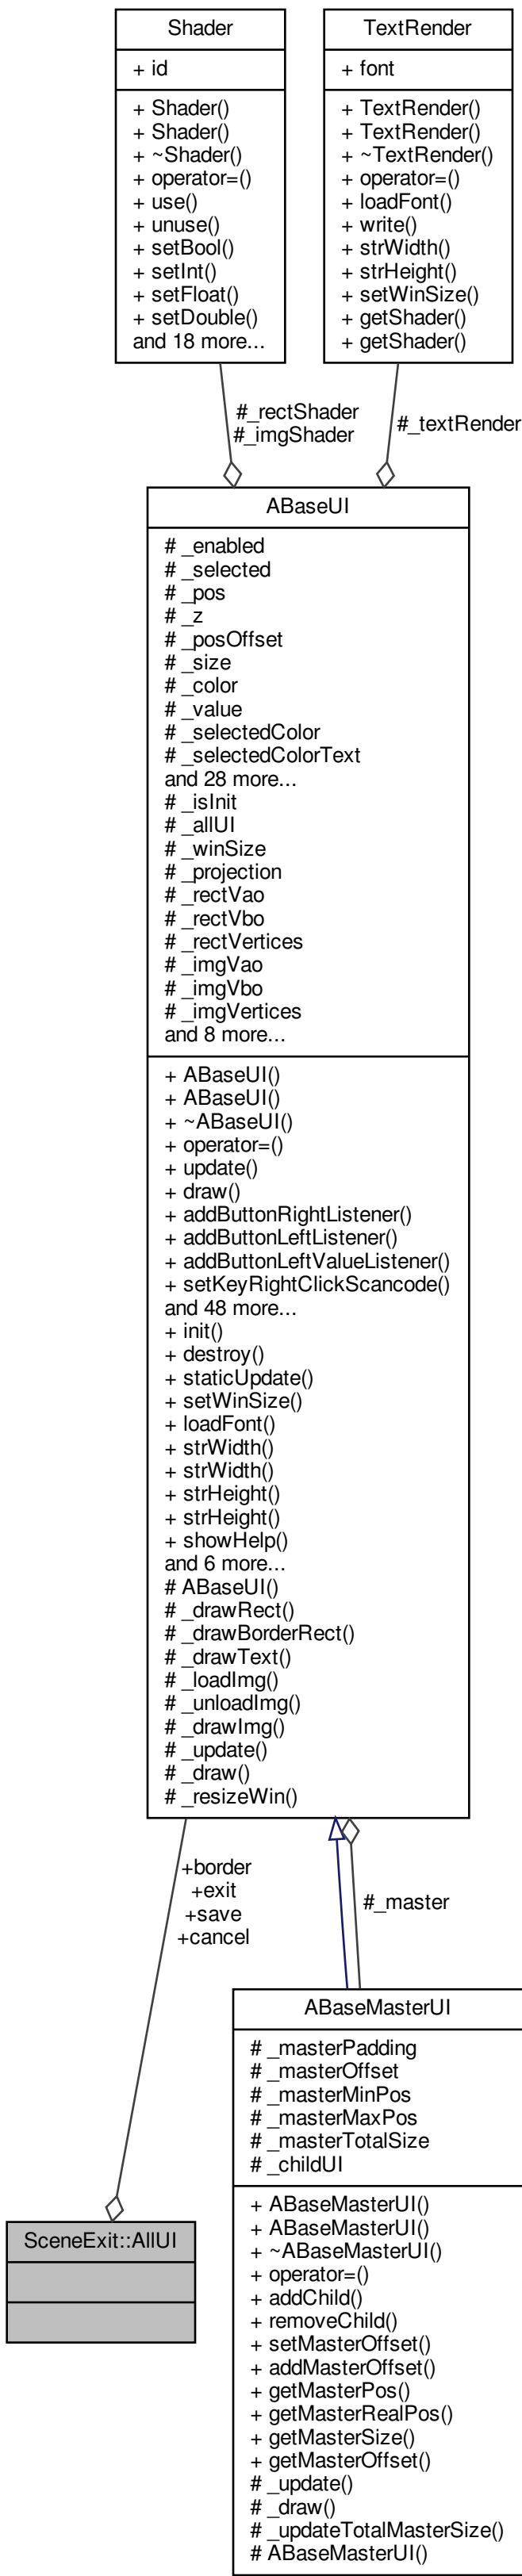 Shader
+ id
+ Shader()
+ Shader()
+ ~Shader()
+ operator=()
+ use()
+ unuse()
+ setBool()
+ setInt()
+ setFloat()
+ setDouble()
and 18 more...
TextRender
+ font
+ TextRender()
+ TextRender()
+ ~TextRender()
+ operator=()
+ loadFont()
+ write()
+ strWidth()
+ strHeight()
+ setWinSize()
+ getShader()
+ getShader()
#_rectShader
#_imgShader
#_textRender
ABaseUI
# _enabled
# _selected
# _pos
# _z
# _posOffset
# _size
# _color
# _value
# _selectedColor
# _selectedColorText
and 28 more...
# _isInit
# _allUI
# _winSize
# _projection
# _rectVao
# _rectVbo
# _rectVertices
# _imgVao
# _imgVbo
# _imgVertices
and 8 more...
+ ABaseUI()
+ ABaseUI()
+ ~ABaseUI()
+ operator=()
+ update()
+ draw()
+ addButtonRightListener()
+ addButtonLeftListener()
+ addButtonLeftValueListener()
+ setKeyRightClickScancode()
and 48 more...
+ init()
+ destroy()
+ staticUpdate()
+ setWinSize()
+ loadFont()
+ strWidth()
+ strWidth()
+ strHeight()
+ strHeight()
+ showHelp()
and 6 more...
# ABaseUI()
# _drawRect()
# _drawBorderRect()
# _drawText()
# _loadImg()
# _unloadImg()
# _drawImg()
# _update()
# _draw()
# _resizeWin()
+border
+exit
+save
+cancel
#_master
SceneExit::AllUI
ABaseMasterUI
# _masterPadding
# _masterOffset
# _masterMinPos
# _masterMaxPos
# _masterTotalSize
# _childUI
+ ABaseMasterUI()
+ ABaseMasterUI()
+ ~ABaseMasterUI()
+ operator=()
+ addChild()
+ removeChild()
+ setMasterOffset()
+ addMasterOffset()
+ getMasterPos()
+ getMasterRealPos()
+ getMasterSize()
+ getMasterOffset()
# _update()
# _draw()
# _updateTotalMasterSize()
# ABaseMasterUI()